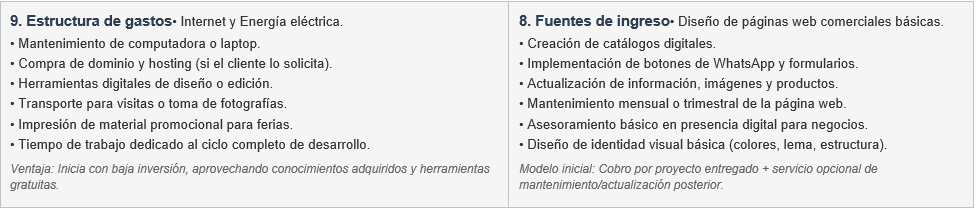 9. Estructura de gastos• Internet y Energía eléctrica.
• Mantenimiento de computadora o laptop.
• Compra de dominio y hosting (si el cliente lo solicita).
• Herramientas digitales de diseño o edición.
• Transporte para visitas o toma de fotografías.
• Impresión de material promocional para ferias.
• Tiempo de trabajo dedicado al ciclo completo de desarrollo.
Ventaja: Inicia con baja inversión, aprovechando conocimientos adquiridos y herramientas
gratuitas.
8. Fuentes de ingreso• Diseño de páginas web comerciales básicas.
• Creación de catálogos digitales.
• Implementación de botones de WhatsApp y formularios.
• Actualización de información, imágenes y productos.
• Mantenimiento mensual o trimestral de la página web.
• Asesoramiento básico en presencia digital para negocios.
• Diseño de identidad visual básica (colores, lema, estructura).
Modelo inicial: Cobro por proyecto entregado + servicio opcional de
mantenimiento/actualización posterior.